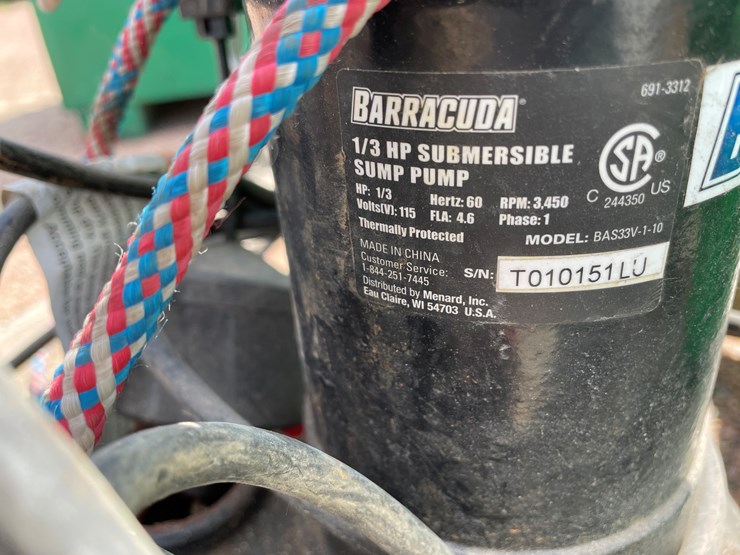 691-3312
BARRACUDA®
1/3 HP SUBMERSIBLE
SUMP PUMP
HP: 1/3 Hertz: 60 RPM: 3,450
Volts(V): 115 FLA: 4.6 Phase: 1
Thermally Protected
C SA ® US
244350
MODEL: BAS33V-1-10
MADE IN CHINA
Customer Service:
1-844-251-7445
S/N: T010151LU
Distributed by Menard, Inc.
Eau Claire, WI 54703 U.S.A.